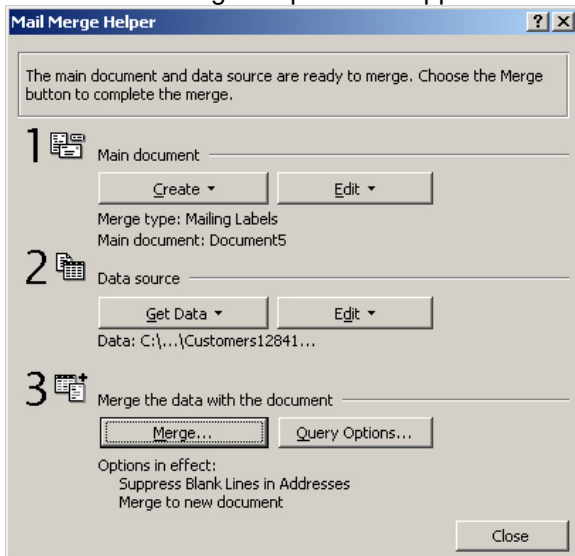 Mail Merge Helper
The main document and data source are ready to merge. Choose the Merge
button to complete the merge.
1
Main document
Create
Edit
Merge type: Mailing Labels
Main document: Document5
2
Data source
Get Data
Edit
Data: C:\...\Customers12841...
3
Merge the data with the document
Merge...
Query Options...
Options in effect:
Suppress Blank Lines in Addresses
Merge to new document
Close